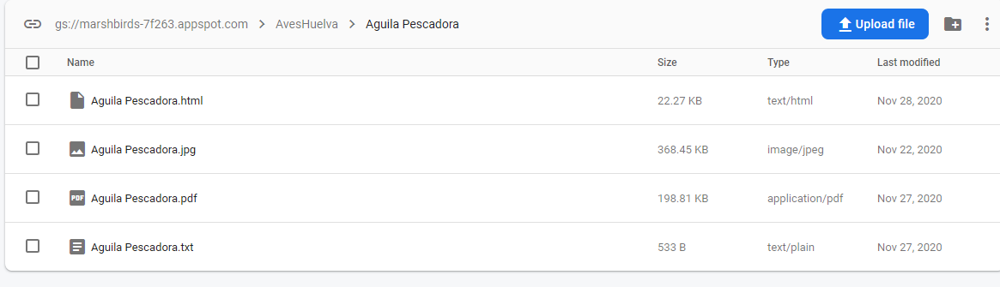 gs://marshbirds-7f263.appspot.com > AvesHuelva > Aguila Pescadora Upload file
Name Size Type Last modified
Aguila Pescadora.html 22.27 KB text/html Nov 28, 2020
Aguila Pescadora.jpg 368.45 KB image/jpeg Nov 22, 2020
PDF Aguila Pescadora.pdf 198.81 KB application/pdf Nov 27, 2020
Aguila Pescadora.txt 533 B text/plain Nov 27, 2020